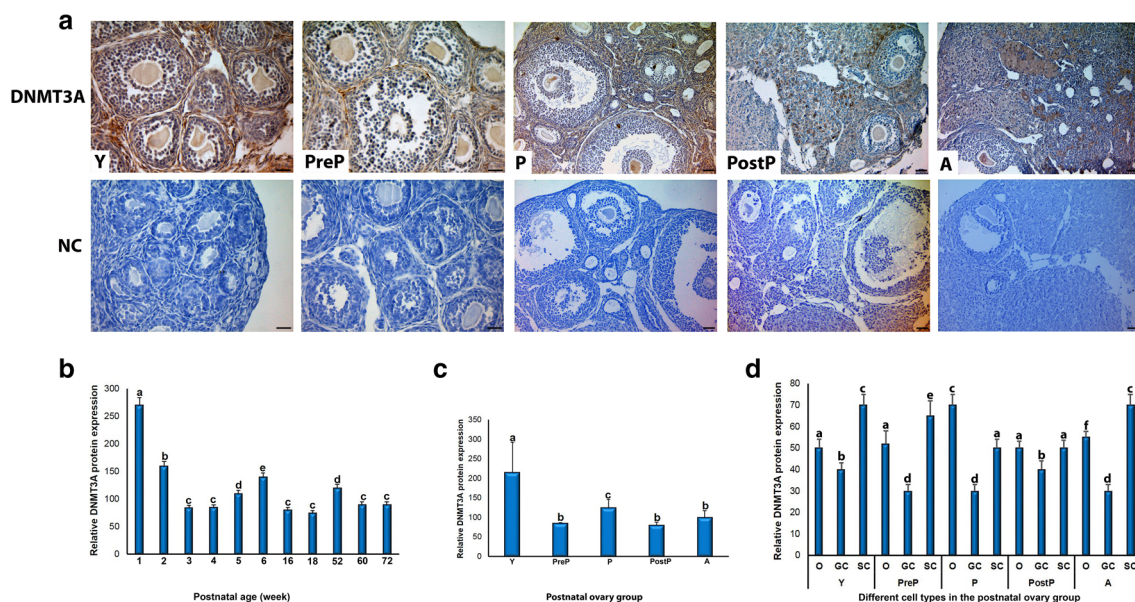 a
DNMT3A
Y
PreP
P
PostP
A
NC
b
Relative DNMT3A protein expression
300
250
200
150
100
50
0
a
b
c
c
d
e
c
c
d
c
c
1 2 3 4 5 6 16 18 52 60 72
Postnatal age (week)
c
Relative DNMT3A protein expression
350
300
250
200
150
100
50
0
a
b
c
b
b
Y PreP P PostP A
Postnatal ovary group
d
Relative DNMT3A protein expression
80
70
60
50
40
30
20
10
0
a b c a d e c d a a b a f d c
O GC SC O GC SC O GC SC O GC SC O GC SC
Y PreP P PostP A
Different cell types in the postnatal ovary group